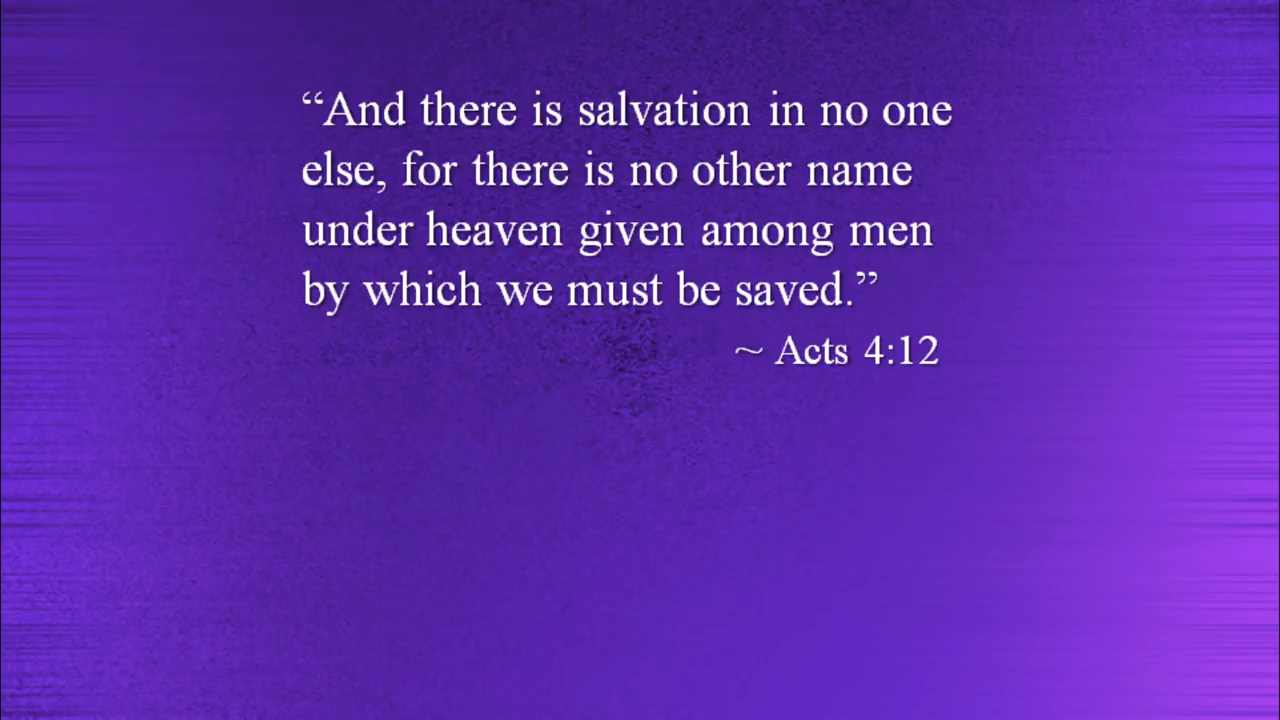 “And there is salvation in no one
else, for there is no other name
under heaven given among men
by which we must be saved.”
~ Acts 4:12